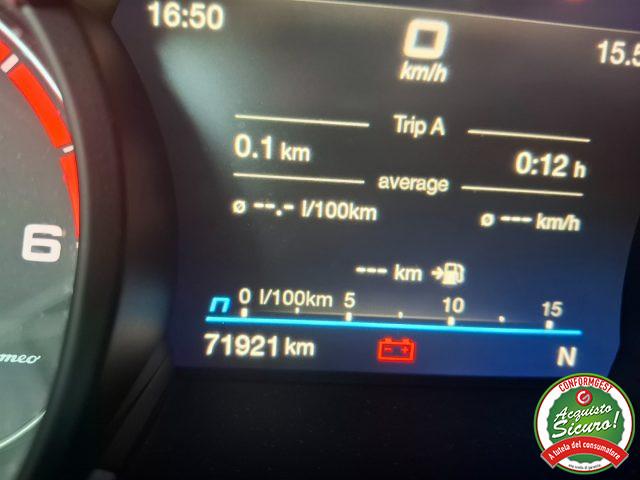 16:50
0
km/h
15.5
6
Trip A
0.1 km
0:12 h
average
ø --.- l/100km
ø --- km/h
--- km
0 l/100km 5 10 15
n
71921 km
N
meo
CONFORMGEST
Acquisto
Sicuro!
A tutela del consumatore